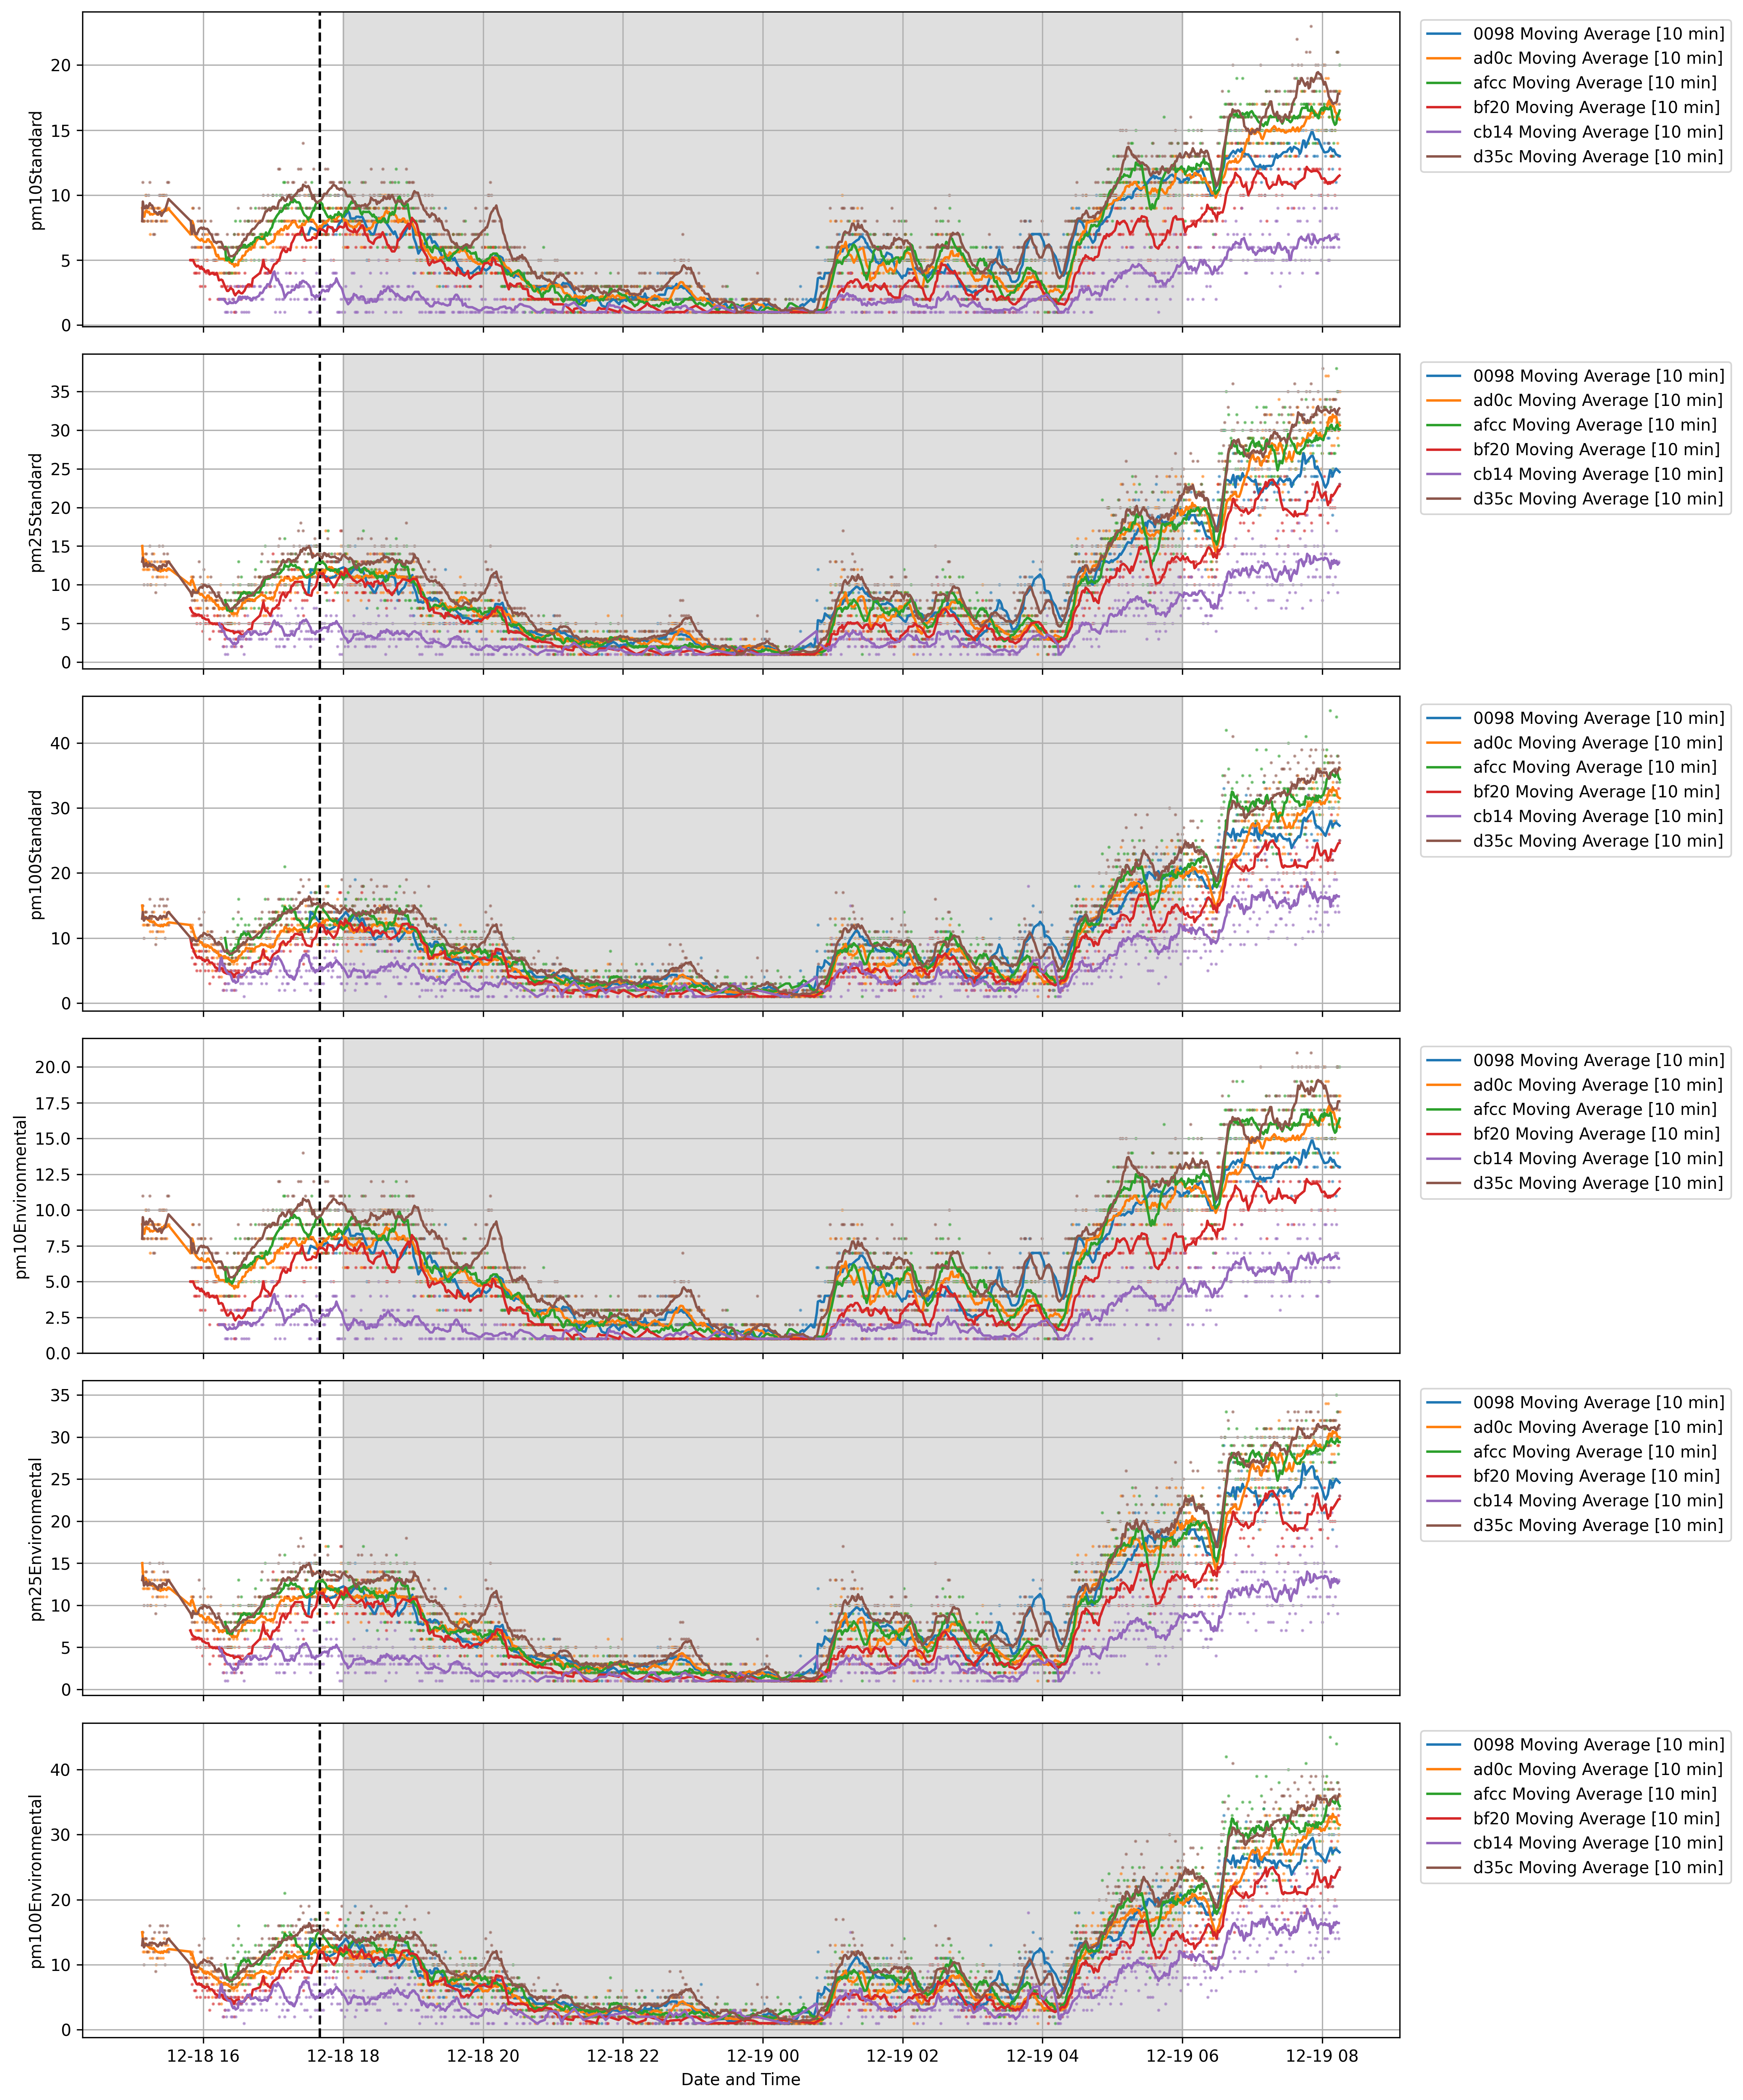 pm10Standard
20
15
10
5
0
0098 Moving Average [10 min]
ad0c Moving Average [10 min]
afcc Moving Average [10 min]
bf20 Moving Average [10 min]
cb14 Moving Average [10 min]
d35c Moving Average [10 min]
pm25Standard
35
30
25
20
15
10
5
0
0098 Moving Average [10 min]
ad0c Moving Average [10 min]
afcc Moving Average [10 min]
bf20 Moving Average [10 min]
cb14 Moving Average [10 min]
d35c Moving Average [10 min]
pm100Standard
40
30
20
10
0
0098 Moving Average [10 min]
ad0c Moving Average [10 min]
afcc Moving Average [10 min]
bf20 Moving Average [10 min]
cb14 Moving Average [10 min]
d35c Moving Average [10 min]
pm10Environmental
20.0
17.5
15.0
12.5
10.0
7.5
5.0
2.5
0.0
0098 Moving Average [10 min]
ad0c Moving Average [10 min]
afcc Moving Average [10 min]
bf20 Moving Average [10 min]
cb14 Moving Average [10 min]
d35c Moving Average [10 min]
pm25Environmental
35
30
25
20
15
10
5
0
0098 Moving Average [10 min]
ad0c Moving Average [10 min]
afcc Moving Average [10 min]
bf20 Moving Average [10 min]
cb14 Moving Average [10 min]
d35c Moving Average [10 min]
pm100Environmental
40
30
20
10
0
0098 Moving Average [10 min]
ad0c Moving Average [10 min]
afcc Moving Average [10 min]
bf20 Moving Average [10 min]
cb14 Moving Average [10 min]
d35c Moving Average [10 min]
12-18 16 12-18 18 12-18 20 12-18 22 12-19 00 12-19 02 12-19 04 12-19 06 12-19 08
Date and Time